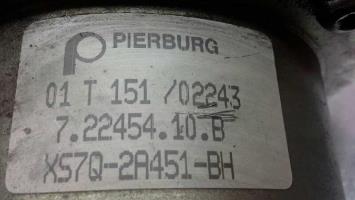 PIERBURG
01 T 151 /02243
7.22454.10.B
XS7Q-2A451-BH